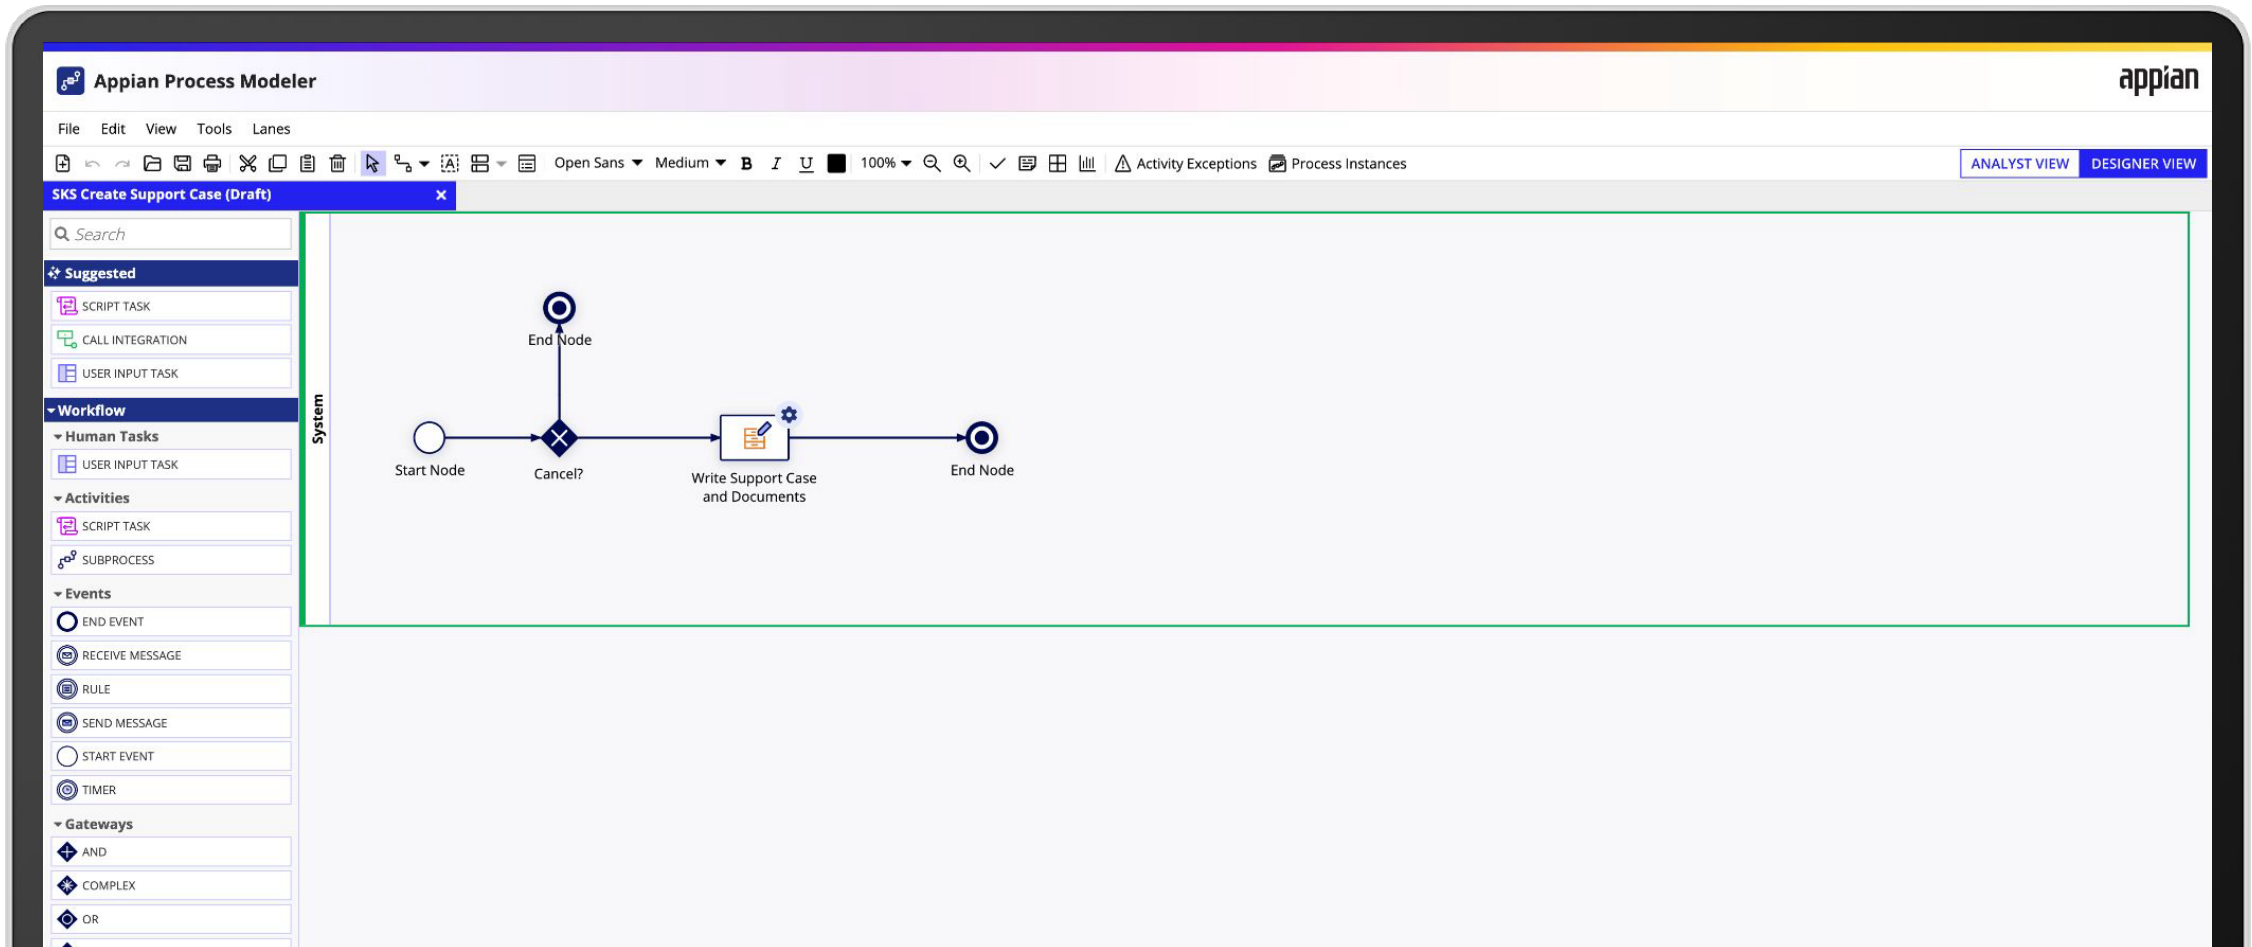 Appian Process Modeler
appian
File Edit View Tools Lanes
Open Sans Medium B I U 100% Activity Exceptions Process Instances ANALYST VIEW DESIGNER VIEW
SKS Create Support Case (Draft)
Search
Suggested
SCRIPT TASK
CALL INTEGRATION
USER INPUT TASK
Workflow
Human Tasks
USER INPUT TASK
Activities
SCRIPT TASK
SUBPROCESS
Events
END EVENT
RECEIVE MESSAGE
RULE
SEND MESSAGE
START EVENT
TIMER
Gateways
AND
COMPLEX
OR
System
End Node
Start Node
Cancel?
Write Support Case
and Documents
End Node